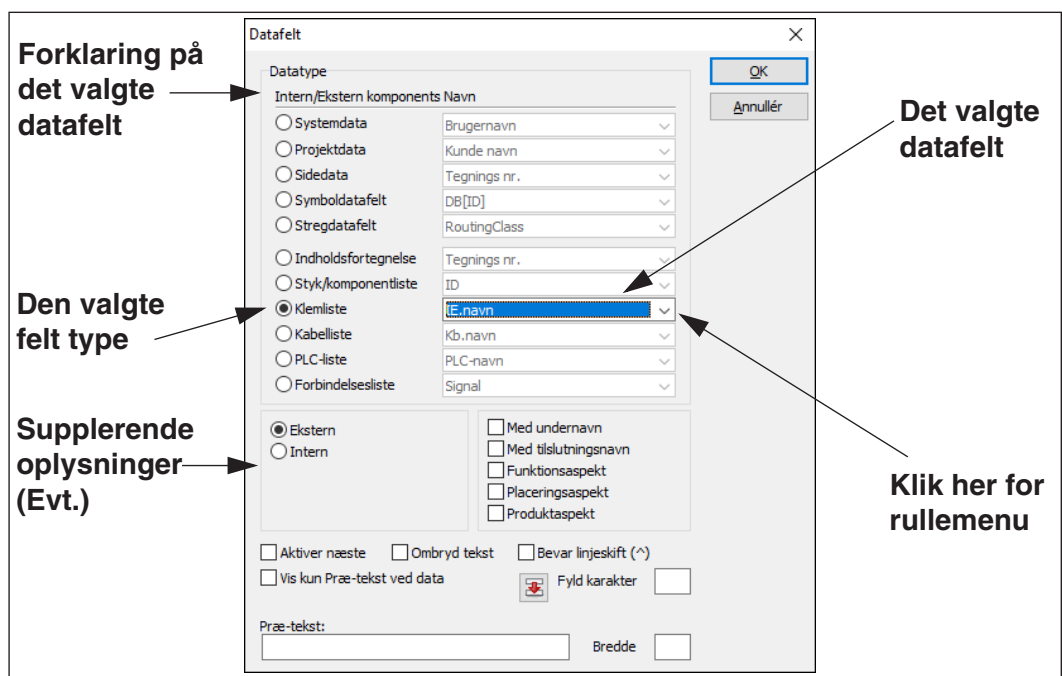 Forklaring på
det valgte
datafelt
Den valgte
felt type
Supplerende
oplysninger
(Evt.)
Datafelt
Datatype
Intern/Ekstern komponents Navn
Systemdata Brugernavn
Projektdata Kunde navn
Sidedata Tegnings nr.
Symboldatafelt DB[ID]
Stregdatafelt RoutingClass
Indholdsfortegnelse Tegnings nr.
Styk/komponentliste ID
Klemliste IE.navn
Kabelliste Kb.navn
PLC-liste PLC-navn
Forbindelsesliste Signal
Ekstern
Intern
Med undernavn
Med tilslutningsnavn
Funktionsaspekt
Placeringsaspekt
Produktaspekt
Aktiver næste Ombryd tekst Bevar linjeskift (^)
Vis kun Præ-tekst ved data Fyld karakter
Præ-tekst:
Bredde
OK
Annullér
Det valgte
datafelt
Klik her for
rullemenu